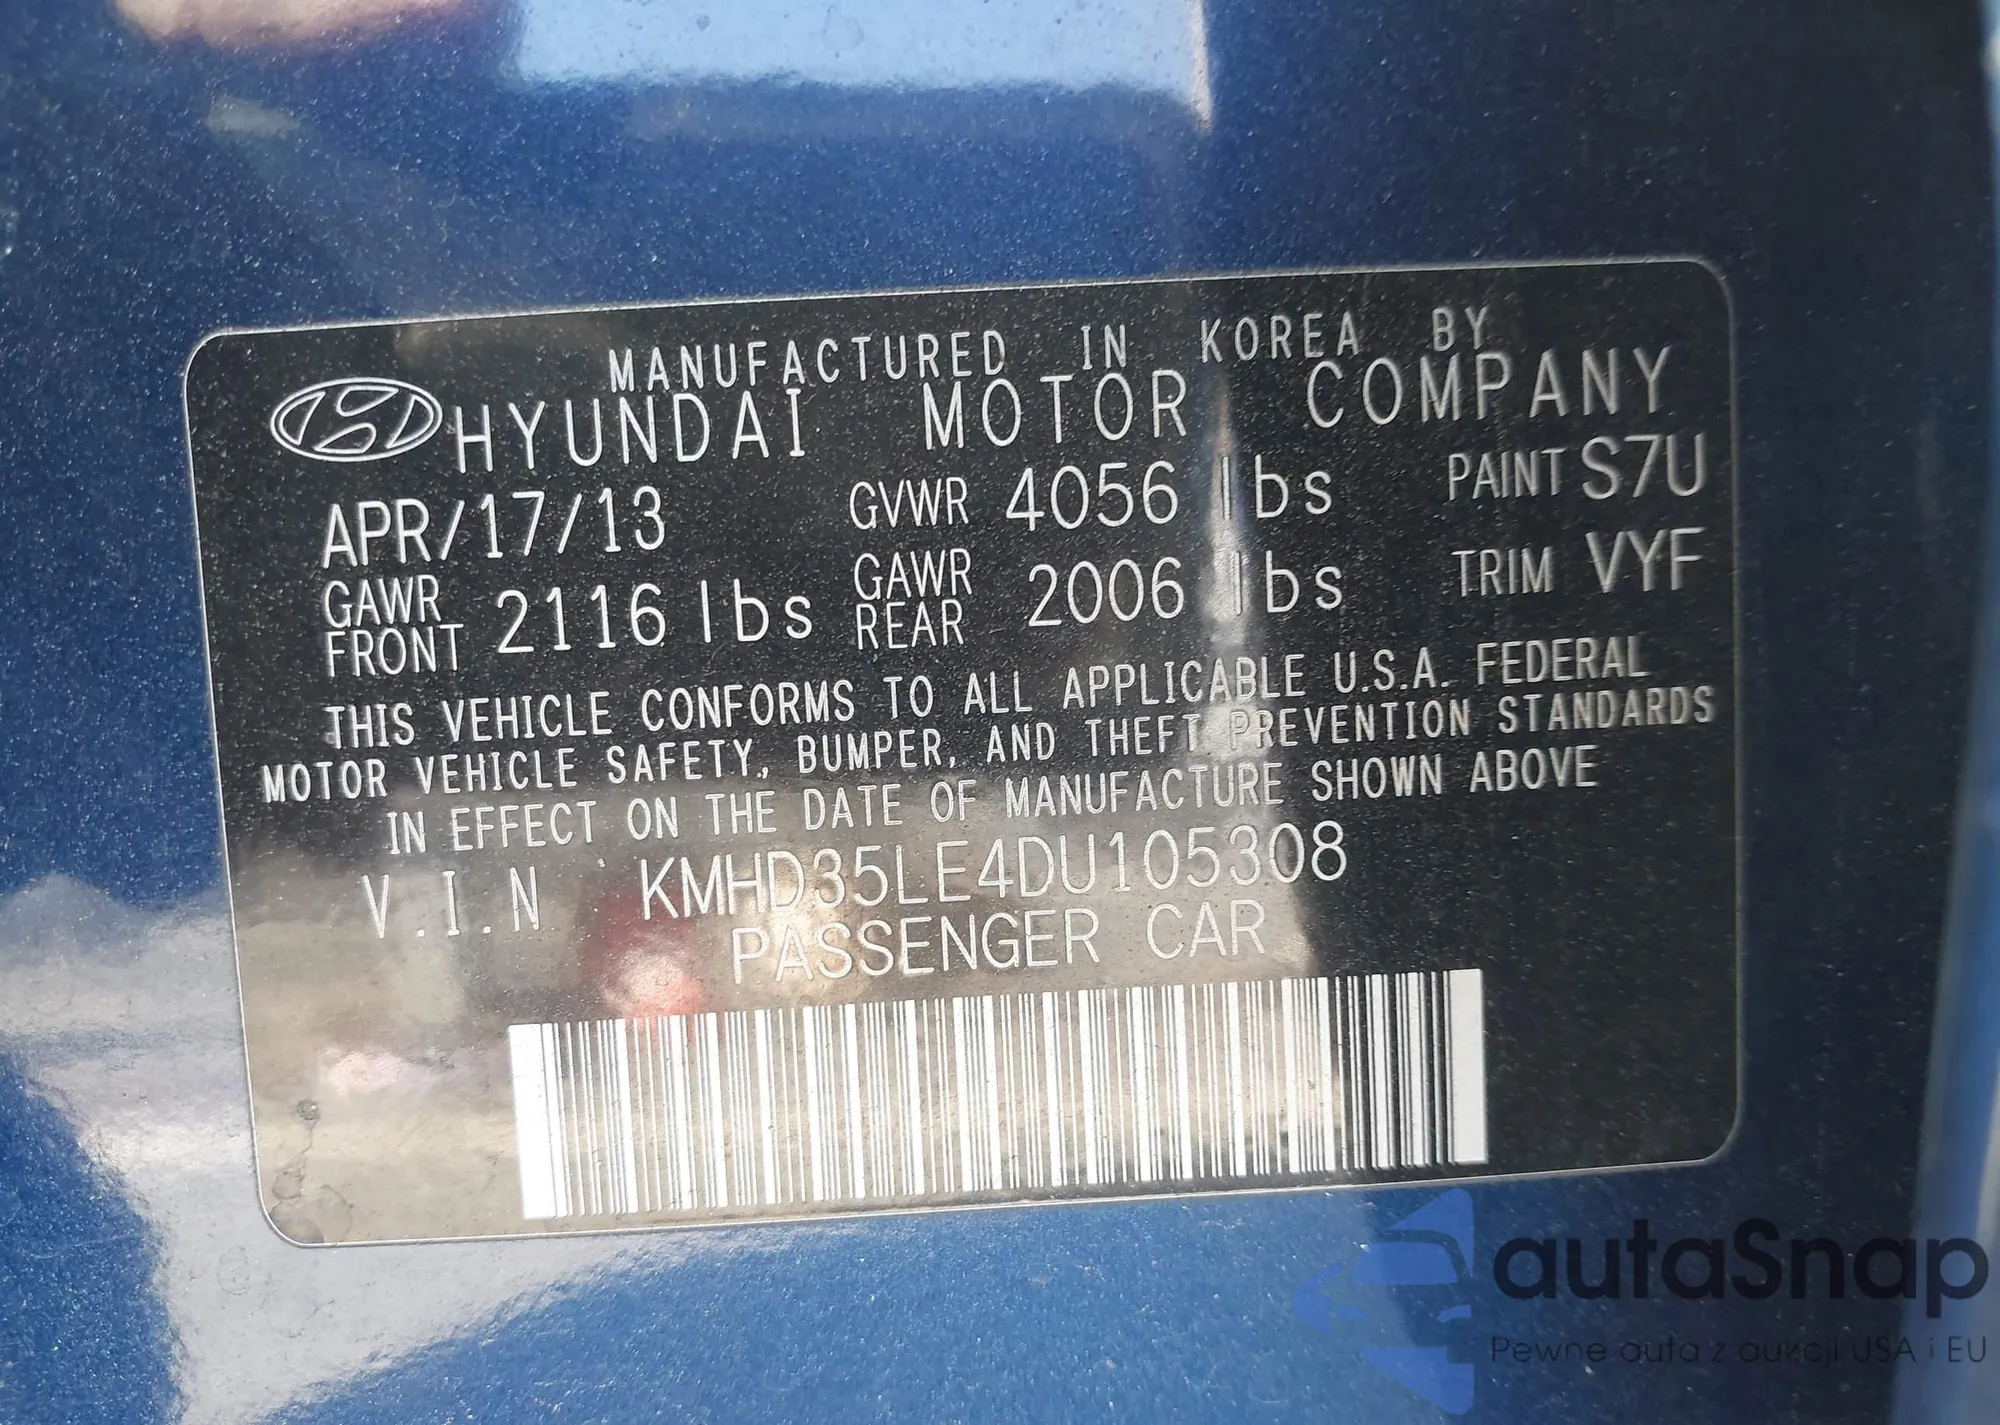 MANUFACTURED IN KOREA BY
HYUNDAI MOTOR COMPANY
APR/17/13 GVWR 4056 lbs PAINT S7U
GAWR FRONT 2116 lbs GAWR REAR 2006 lbs TRIM VYF
THIS VEHICLE CONFORMS TO ALL APPLICABLE U.S.A. FEDERAL
MOTOR VEHICLE SAFETY, BUMPER, AND THEFT PREVENTION STANDARDS
IN EFFECT ON THE DATE OF MANUFACTURE SHOWN ABOVE
V.I.N : KMHD35LE4DU105308
PASSENGER CAR
autaSnap
Pewne auta z aukcji USA i EU